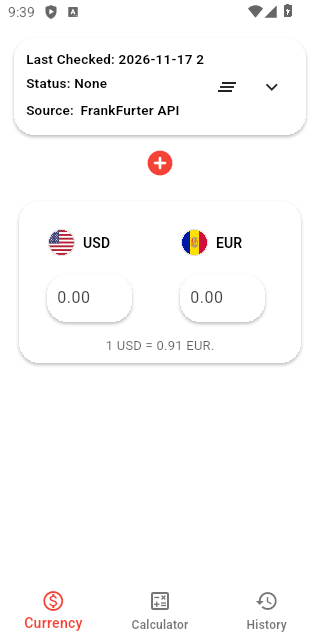 9:39
Last Checked: 2026-11-17 2
Status: None
Source: FrankFurter API
USD
EUR
0.00
0.00
1 USD = 0.91 EUR.
Currency
Calculator
History